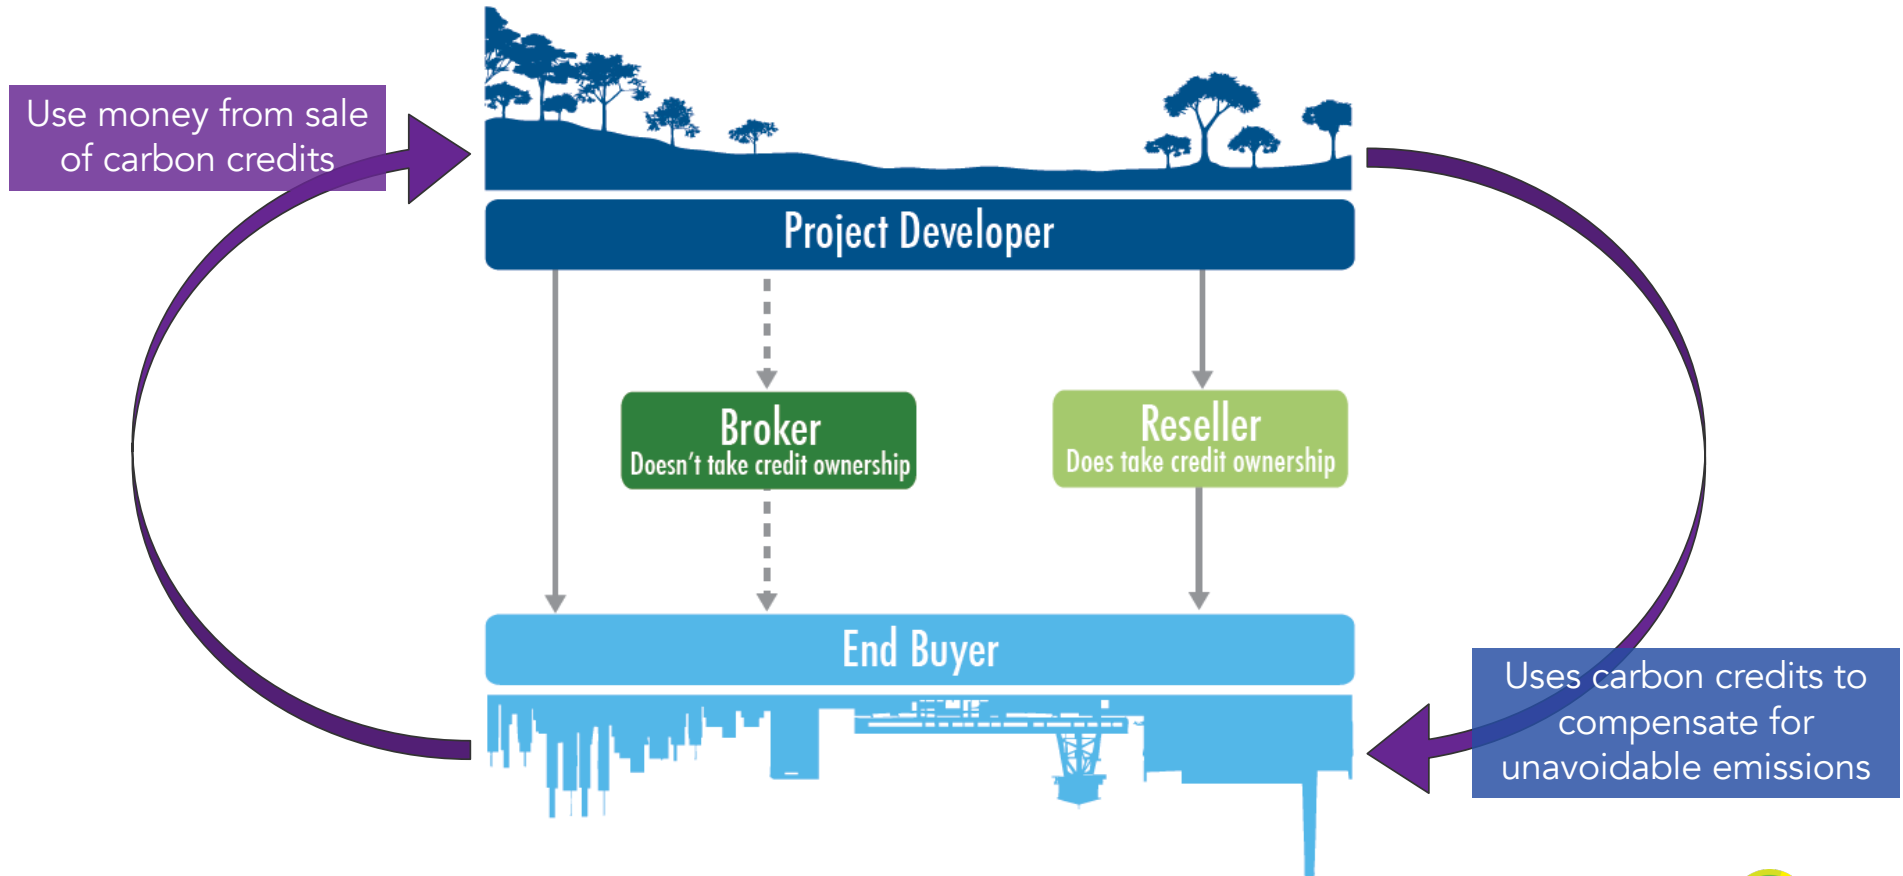 Use money from sale
of carbon credits
Project Developer
Broker
Doesn't take credit ownership
Reseller
Does take credit ownership
End Buyer
Uses carbon credits to
compensate for
unavoidable emissions